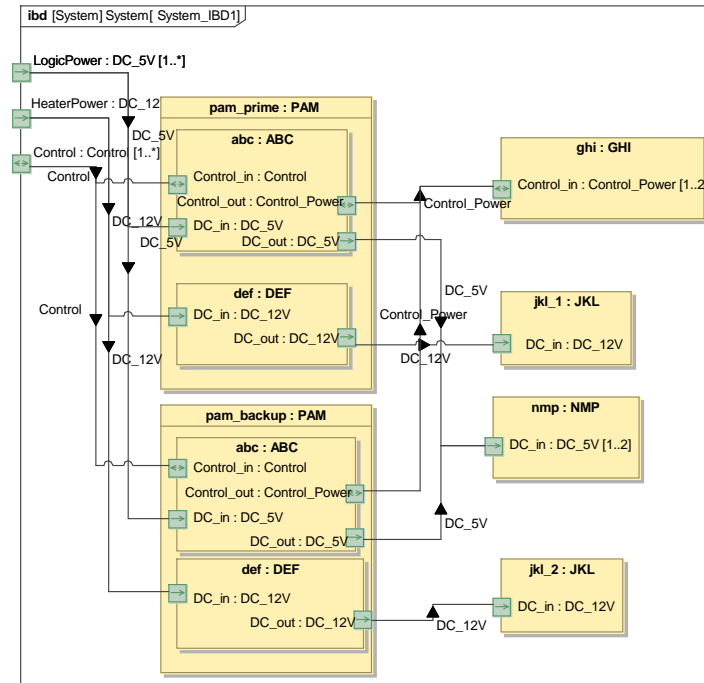 ibd [System] System[ System_IBD1]
LogicPower : DC_5V [1..*]
HeaterPower : DC_12
Control : Control [1..*]
Control
DC_5V
DC_12V
DC_5V
Control
DC_12V
pam_prime : PAM
abc : ABC
Control_in : Control
Control_out : Control_Power
DC_in : DC_5V
DC_out : DC_5V
def : DEF
DC_in : DC_12V
DC_out : DC_12V
pam_backup : PAM
abc : ABC
Control_in : Control
Control_out : Control_Power
DC_in : DC_5V
DC_out : DC_5V
def : DEF
DC_in : DC_12V
DC_out : DC_12V
Control_Power
DC_5V
Control_Power
DC_12V
DC_5V
DC_12V
ghi : GHI
Control_in : Control_Power [1..2
jkl_1 : JKL
DC_in : DC_12V
nmp : NMP
DC_in : DC_5V [1..2]
jkl_2 : JKL
DC_in : DC_12V